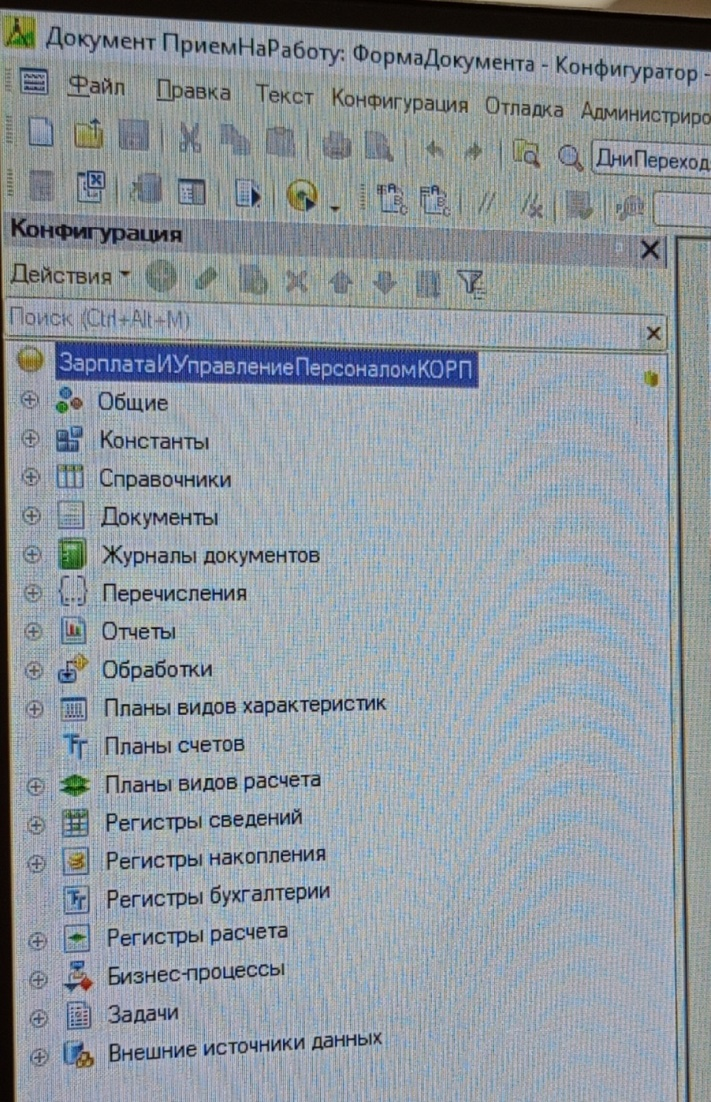 Документ ПриемНаРаботу: ФормаДокумента - Конфигуратор -
Файл Правка Текст Конфигурация Отладка Администриро
ДниПереход
Конфигурация
Действия
Поиск (Ctrl+Alt+M)
ЗарплатаИУправлениеПерсоналомКОРП
Общие
Константы
Справочники
Документы
Журналы документов
Перечисления
Отчеты
Обработки
Планы видов характеристик
Планы счетов
Планы видов расчета
Регистры сведений
Регистры накопления
Регистры бухгалтерии
Регистры расчета
Бизнес-процессы
Задачи
Внешние источники данных